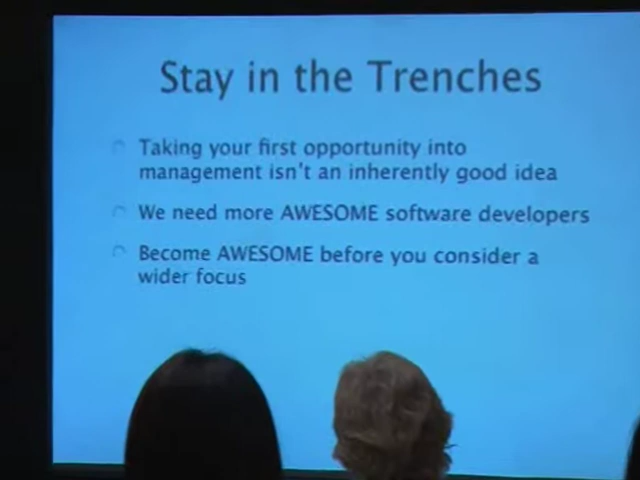 Stay in the Trenches
Taking your first opportunity into
management isn't an inherently good idea
We need more AWESOME software developers
Become AWESOME before you consider a
wider focus